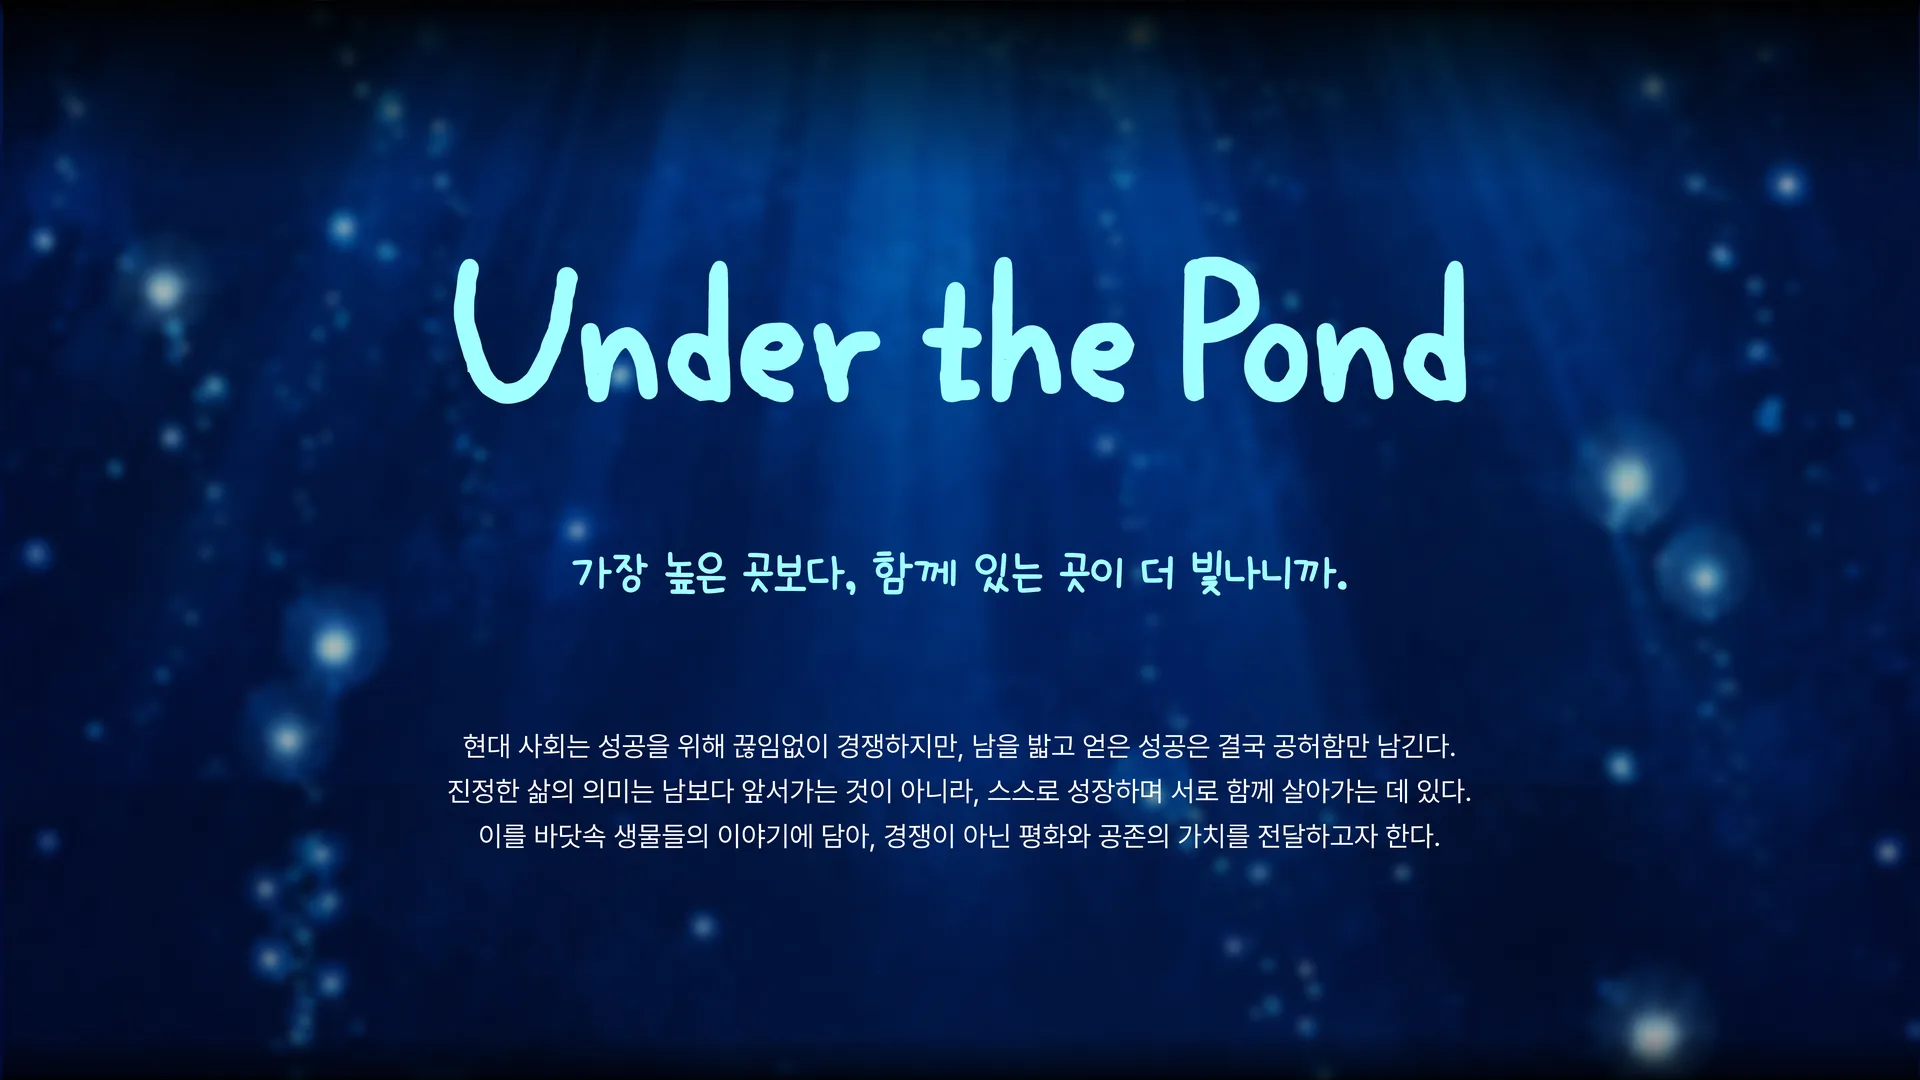 Under the Pond
가장 높은 곳보다, 함께 있는 곳이 더 빛나니까.
현대 사회는 성공을 위해 끊임없이 경쟁하지만, 남을 밟고 얻은 성공은 결국 공허함만 남긴다.
진정한 삶의 의미는 남보다 앞서가는 것이 아니라, 스스로 성장하며 서로 함께 살아가는 데 있다.
이를 바닷속 생물들의 이야기에 담아, 경쟁이 아닌 평화와 공존의 가치를 전달하고자 한다.